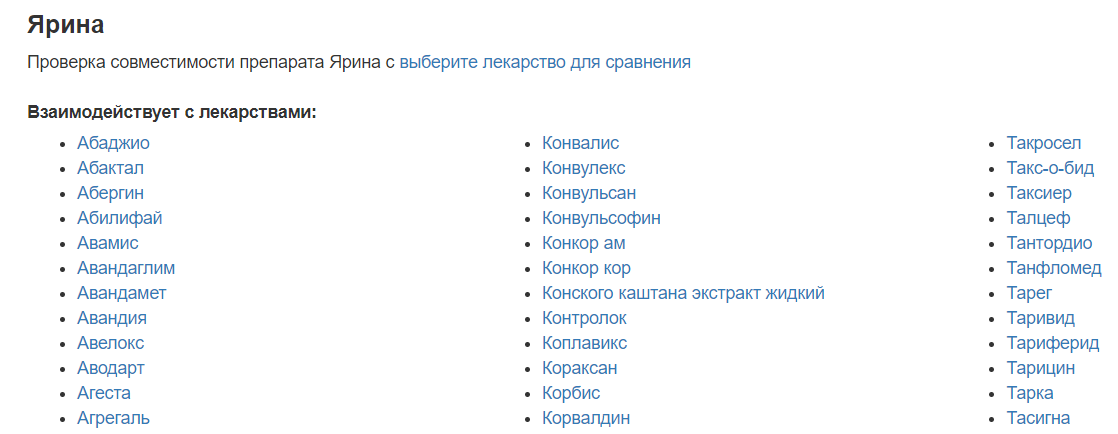 Ярина
Проверка совместимости препарата Ярина с выберите лекарство для сравнения
Взаимодействует с лекарствами:
Абаджио
Абактал
Абергин
Абилифай
Авамис
Авандаглим
Авандамет
Авандия
Авелокс
Аводарт
Агеста
Агрегаль
Конвалис
Конвулекс
Конвульсан
Конвульсофин
Конкор ам
Конкор кор
Конского каштана экстракт жидкий
Контролок
Коплавикс
Кораксан
Корбис
Корвалдин
Такросел
Такс-о-бид
Таксиер
Талцеф
Тантордио
Танфломед
Тарег
Таривид
Тариферид
Тарицин
Тарка
Тасигна